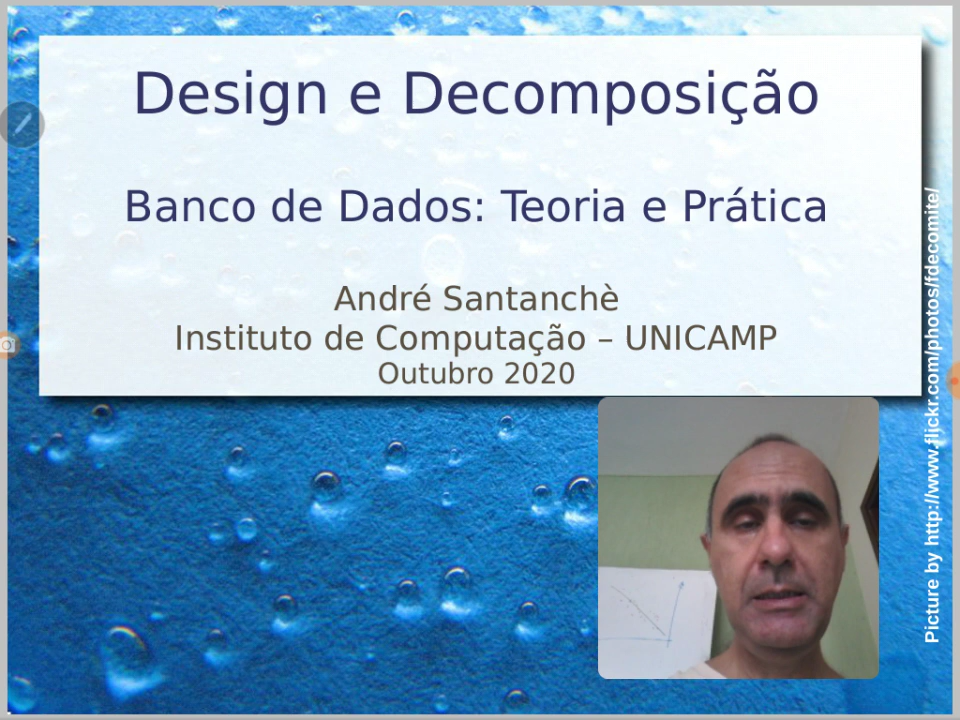 Design e Decomposição
Banco de Dados: Teoria e Prática
André Santanchè
Instituto de Computação – UNICAMP
Outubro 2020
Picture by http://www.flickr.com/photos/fdecomite/